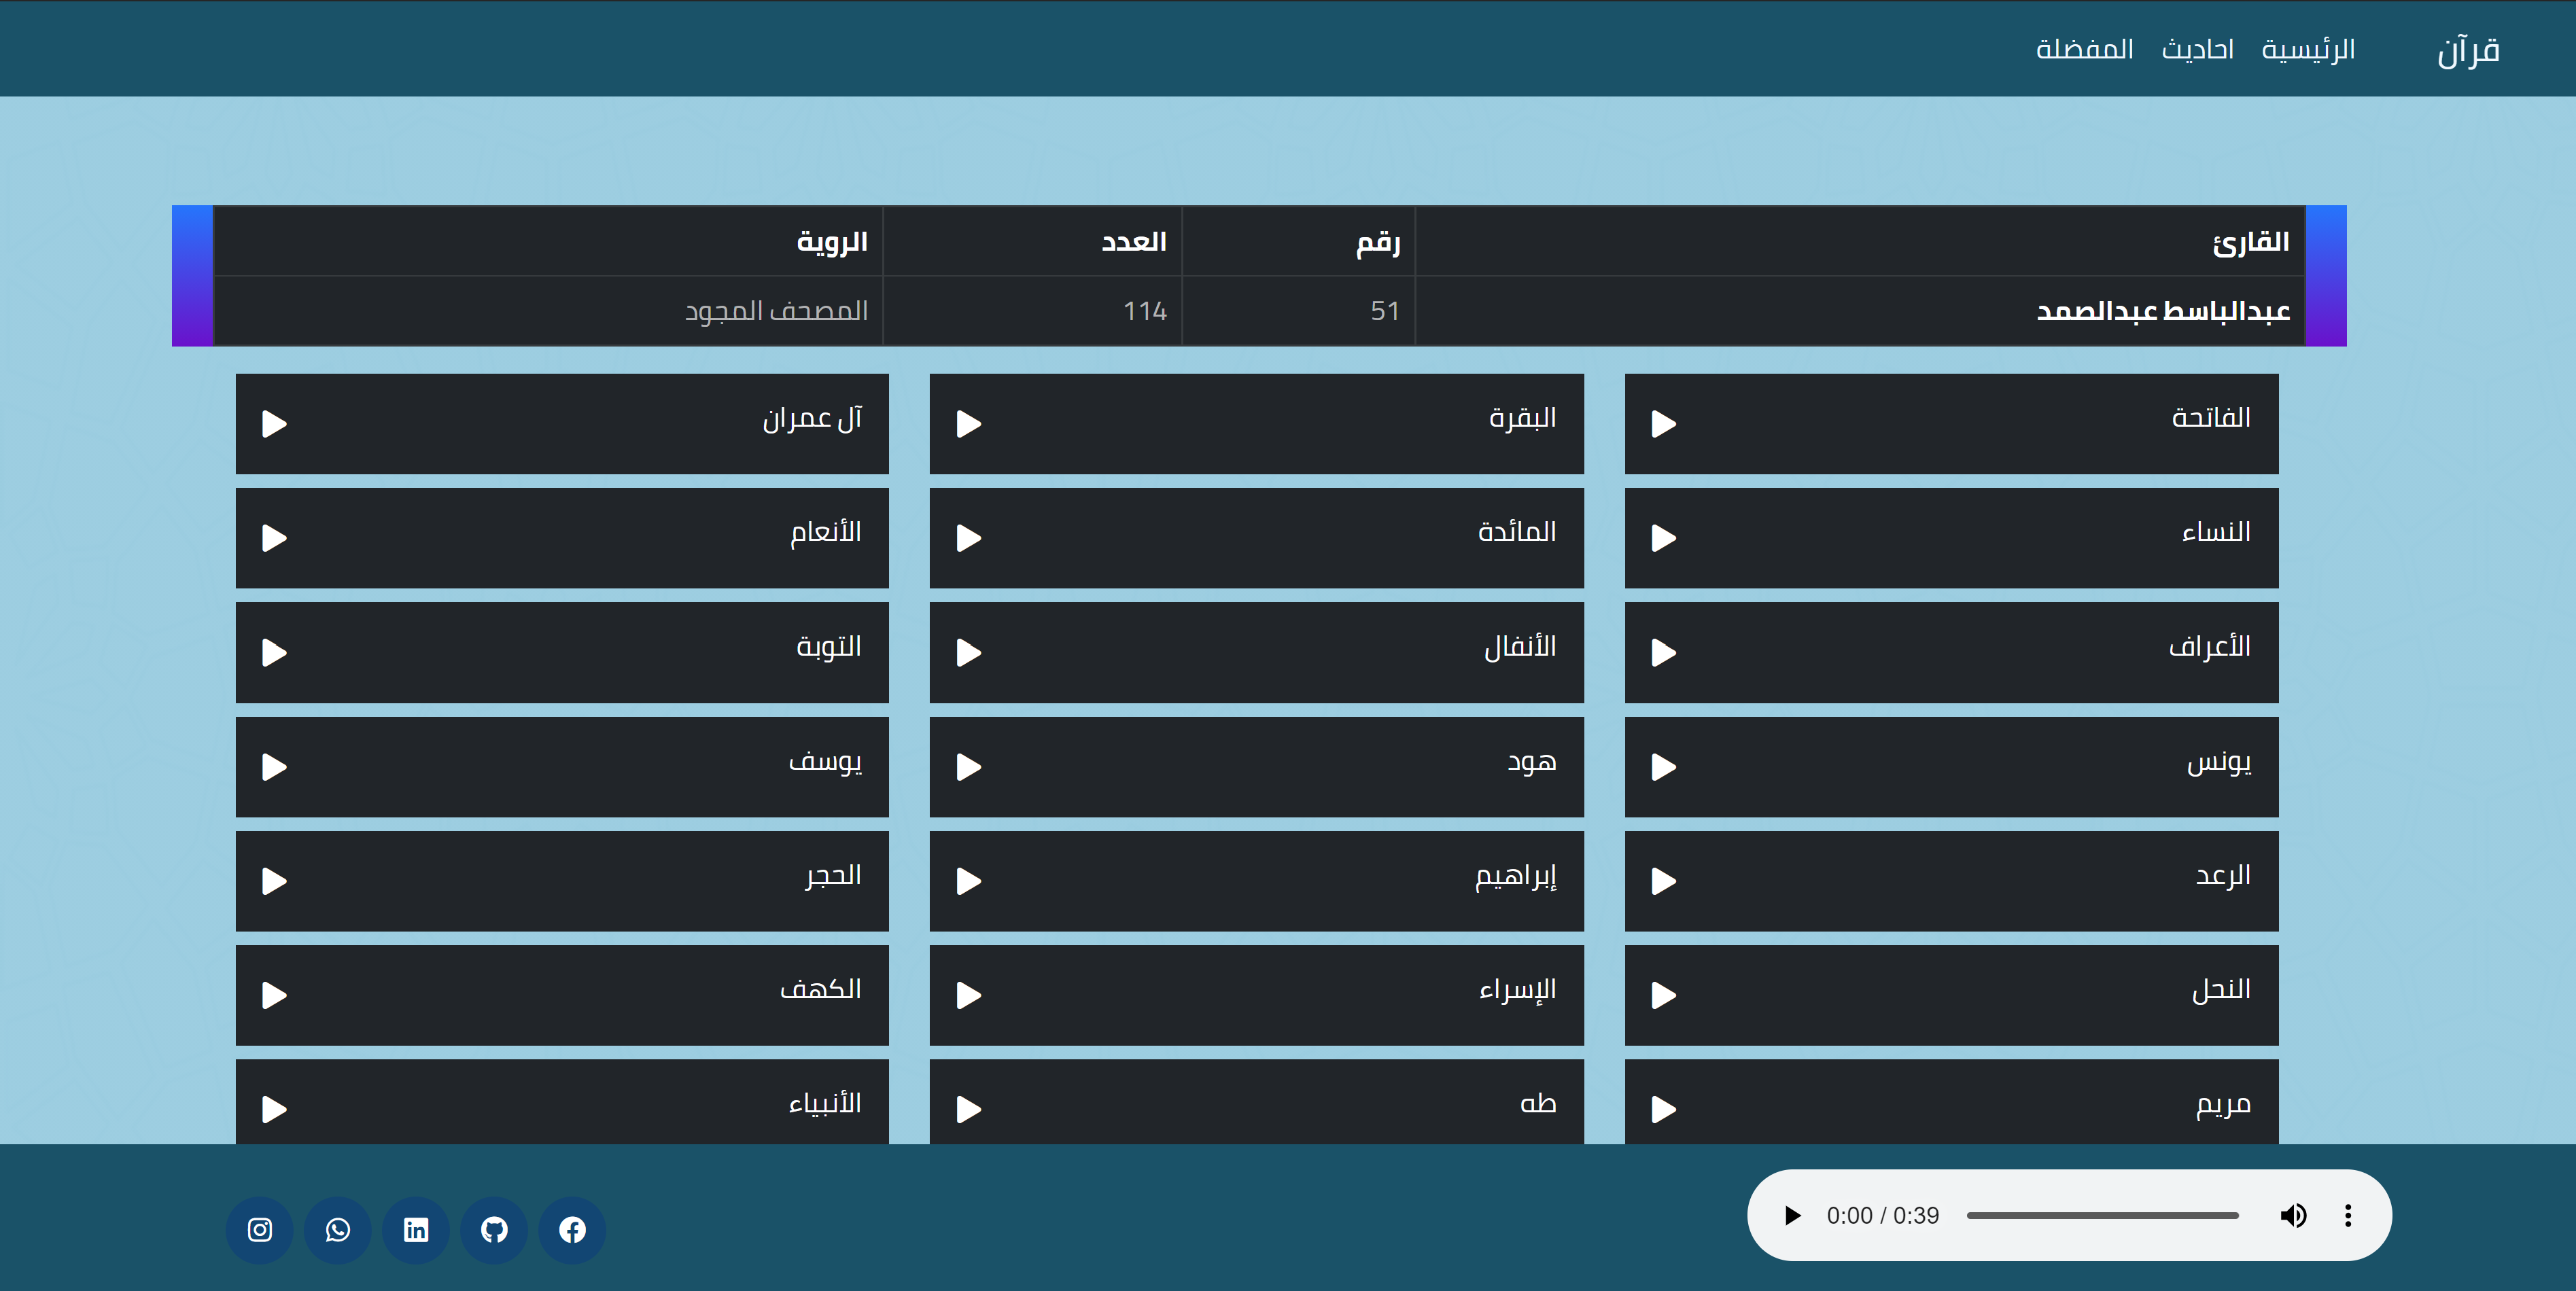 قرآن الرئيسية احاديث المفضلة
القارئ رقم العدد الروية
عبدالباسط عبدالصمد 51 114 المصحف المجود
الفاتحة البقرة آل عمران
النساء المائدة الأنعام
الأعراف الأنفال التوبة
يونس هود يوسف
الرعد إبراهيم الحجر
النحل الإسراء الكهف
مريم طه الأنبياء
0:00 / 0:39